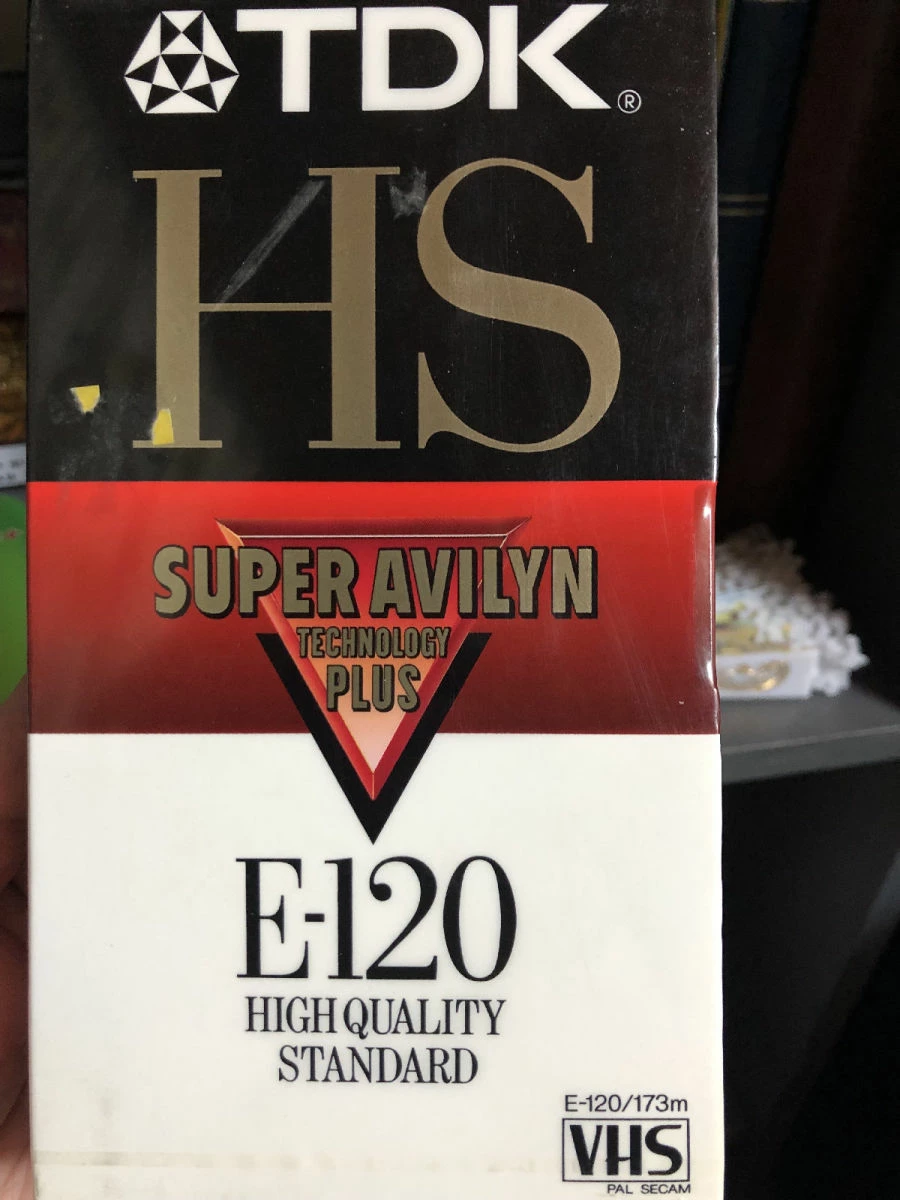 TDK®
HS
SUPER AVILYN
TECHNOLOGY
PLUS
E-120
HIGH QUALITY
STANDARD
E-120/173m
VHS
PAL SECAM